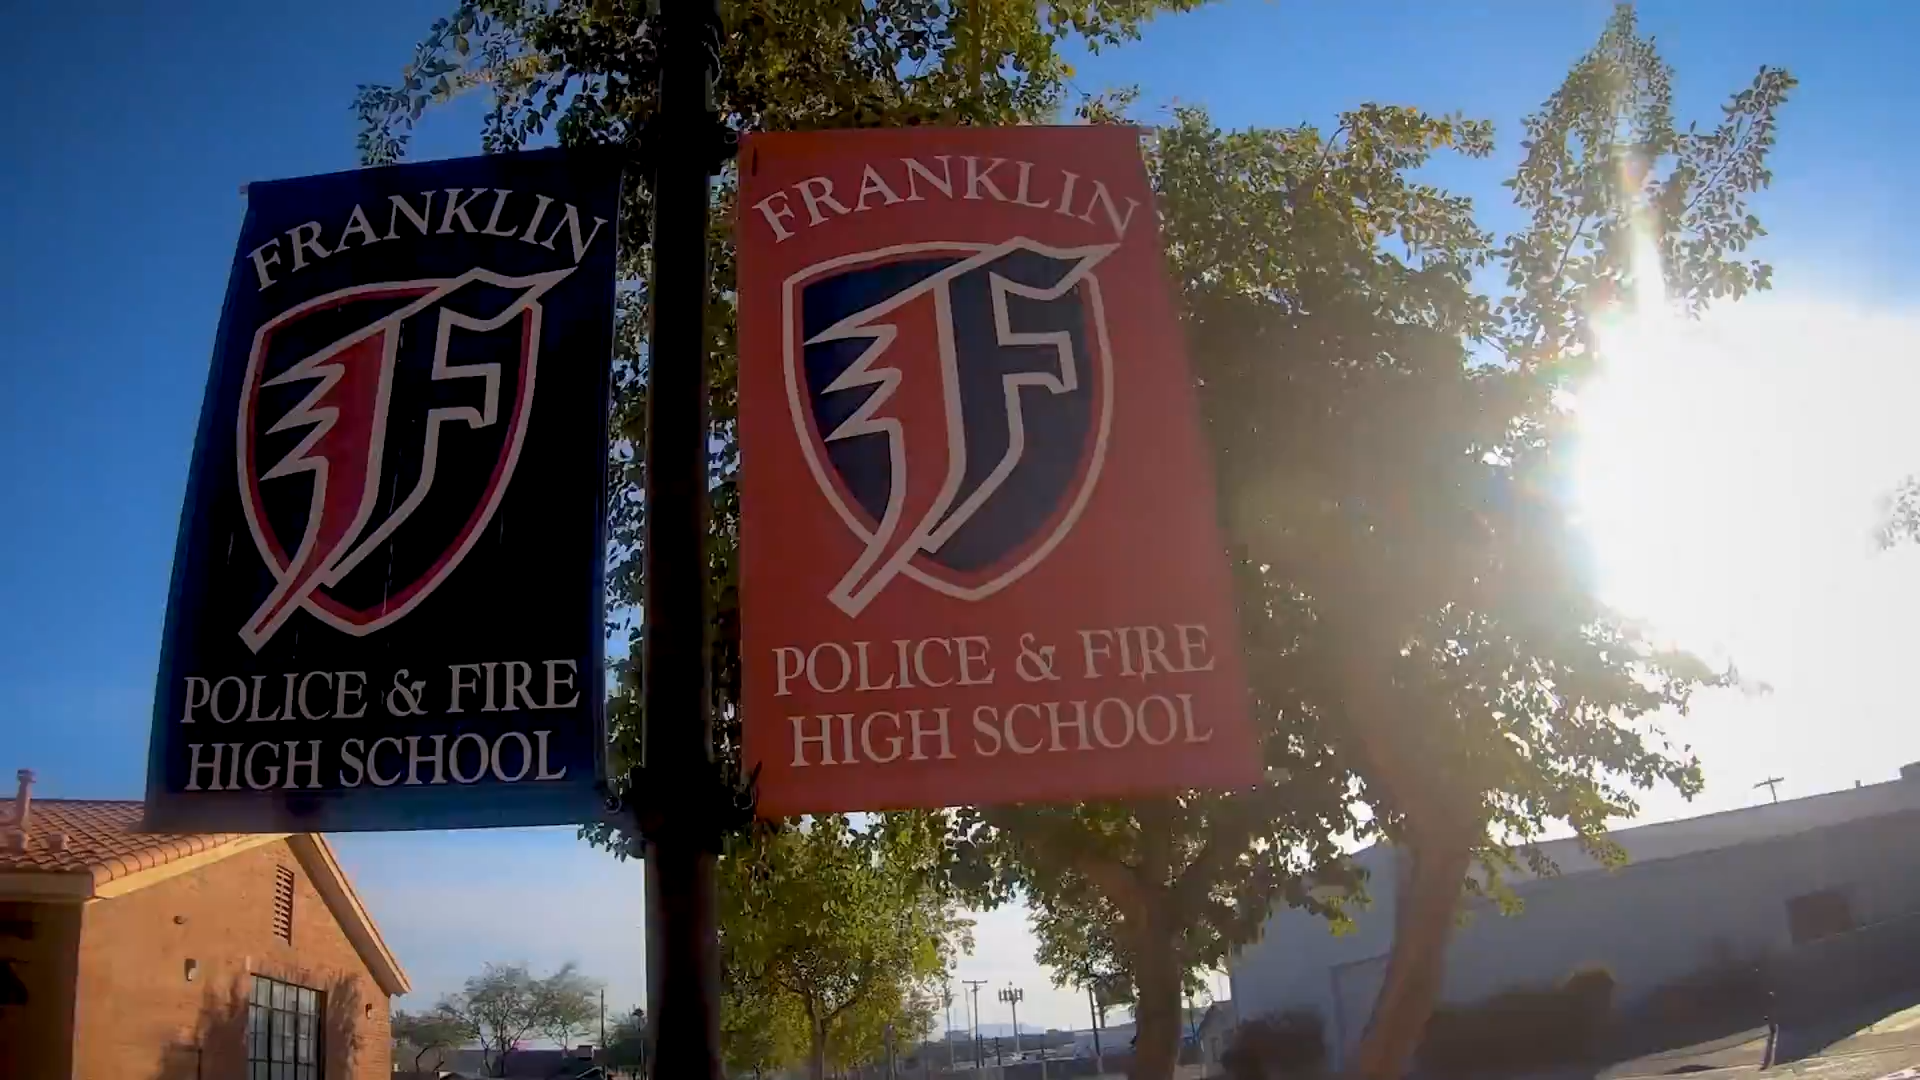 FRANKLIN
F
POLICE & FIRE
HIGH SCHOOL
FRANKLIN
F
POLICE & FIRE
HIGH SCHOOL